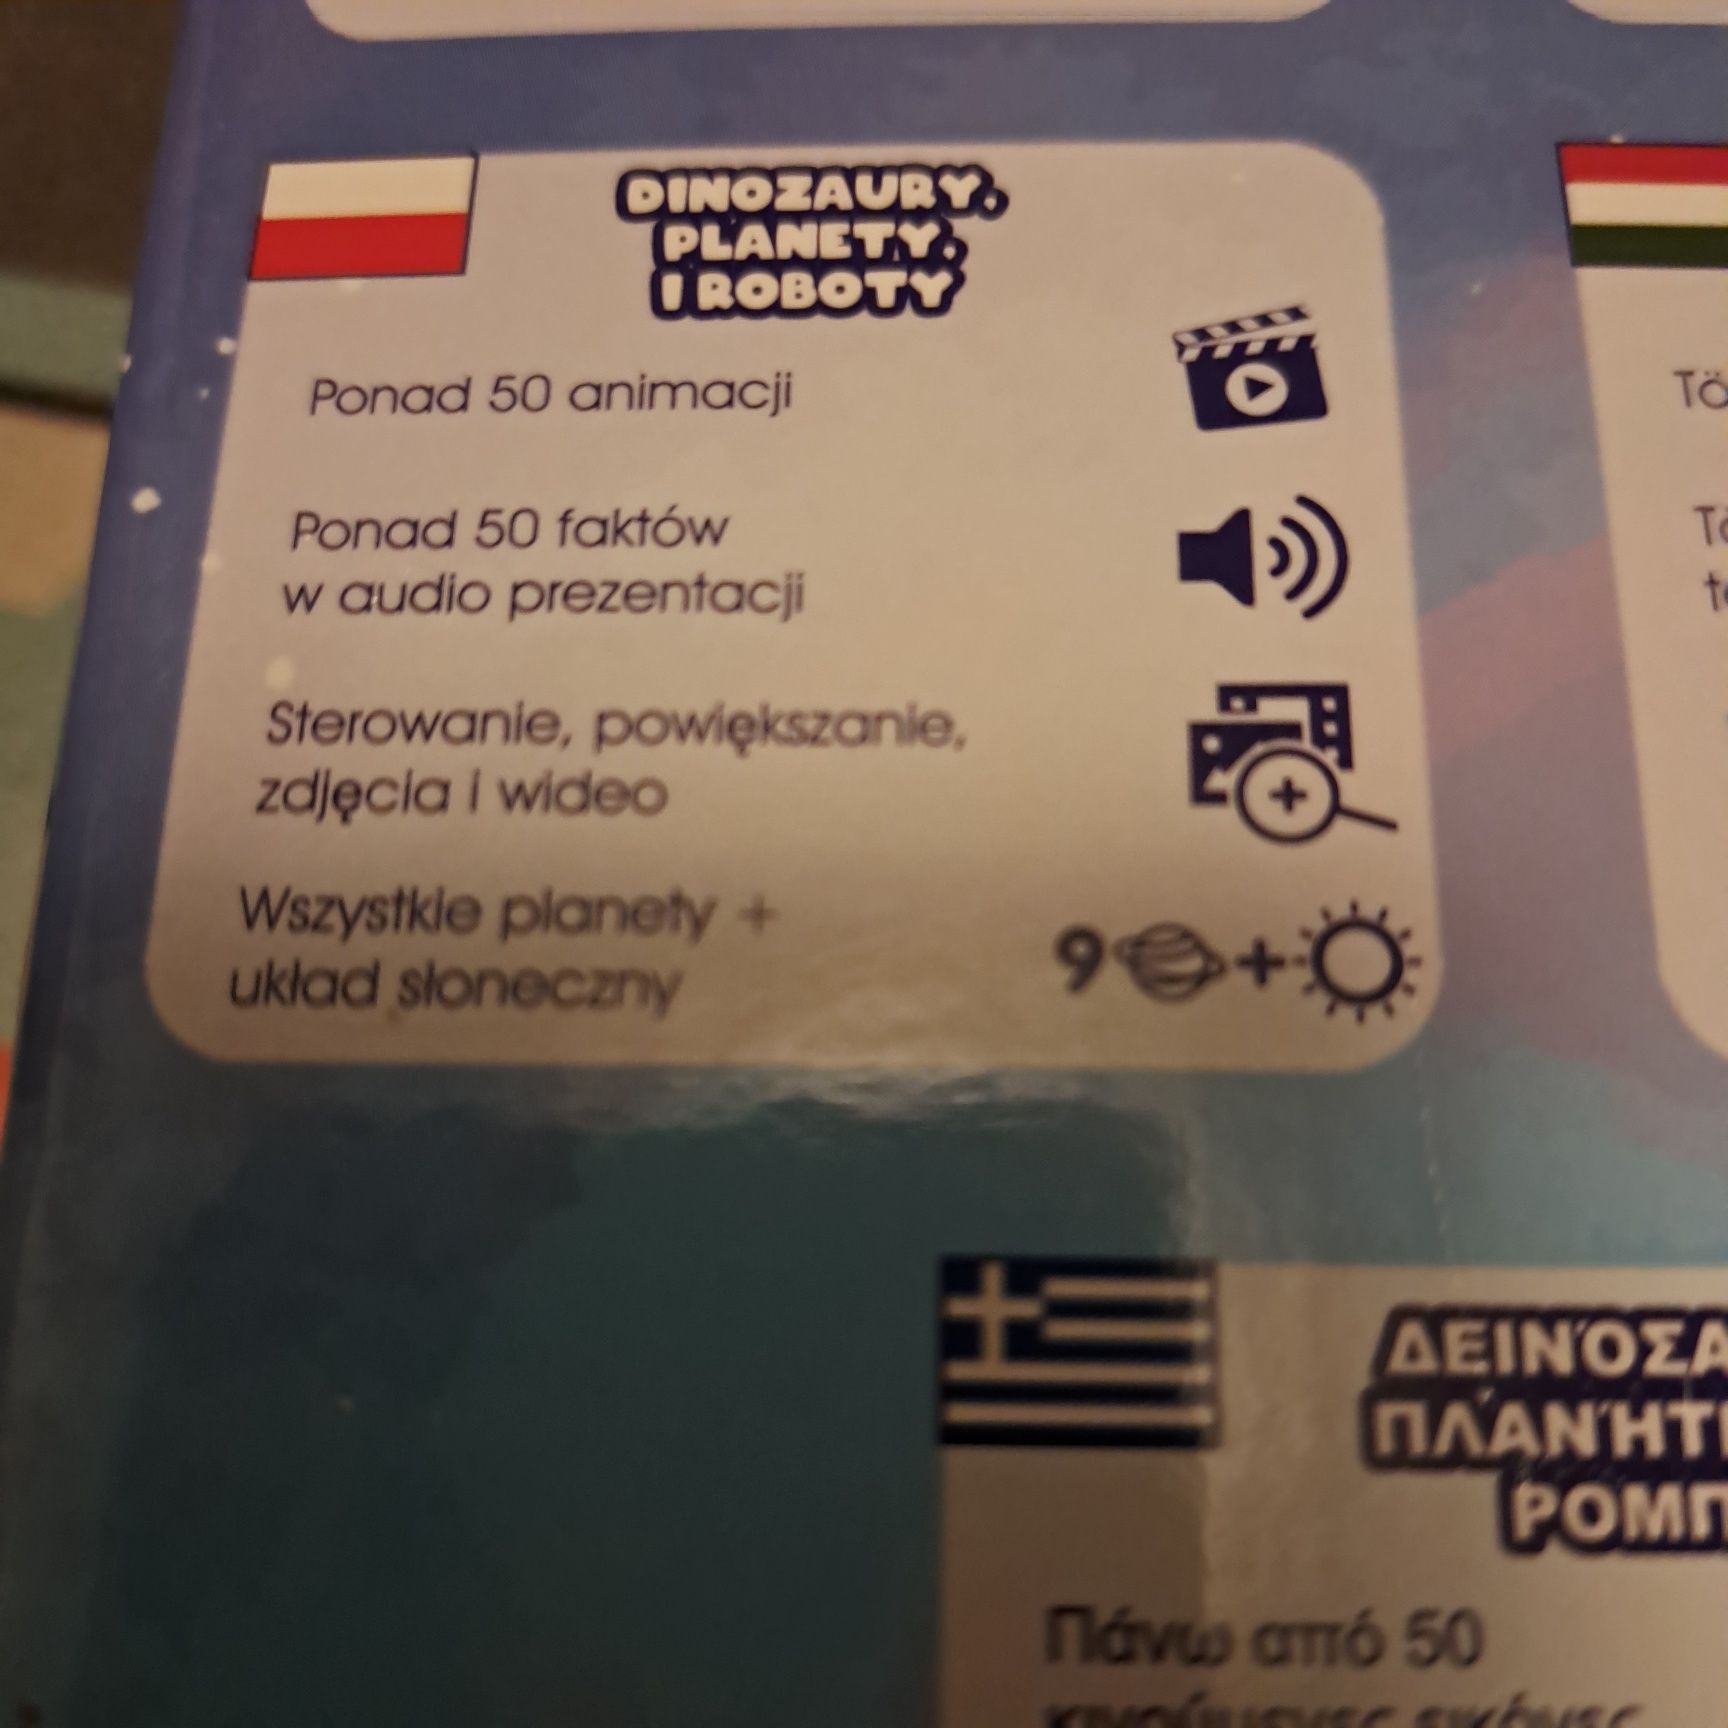 DINOZAURY,
PLANETY,
I ROBOTY
Ponad 50 animacji
Ponad 50 faktów
w audio prezentacji
Sterowanie, powiększanie,
zdjęcia i wideo
Wszystkie planety +
układ słoneczny
9 +
Πάνω από 50